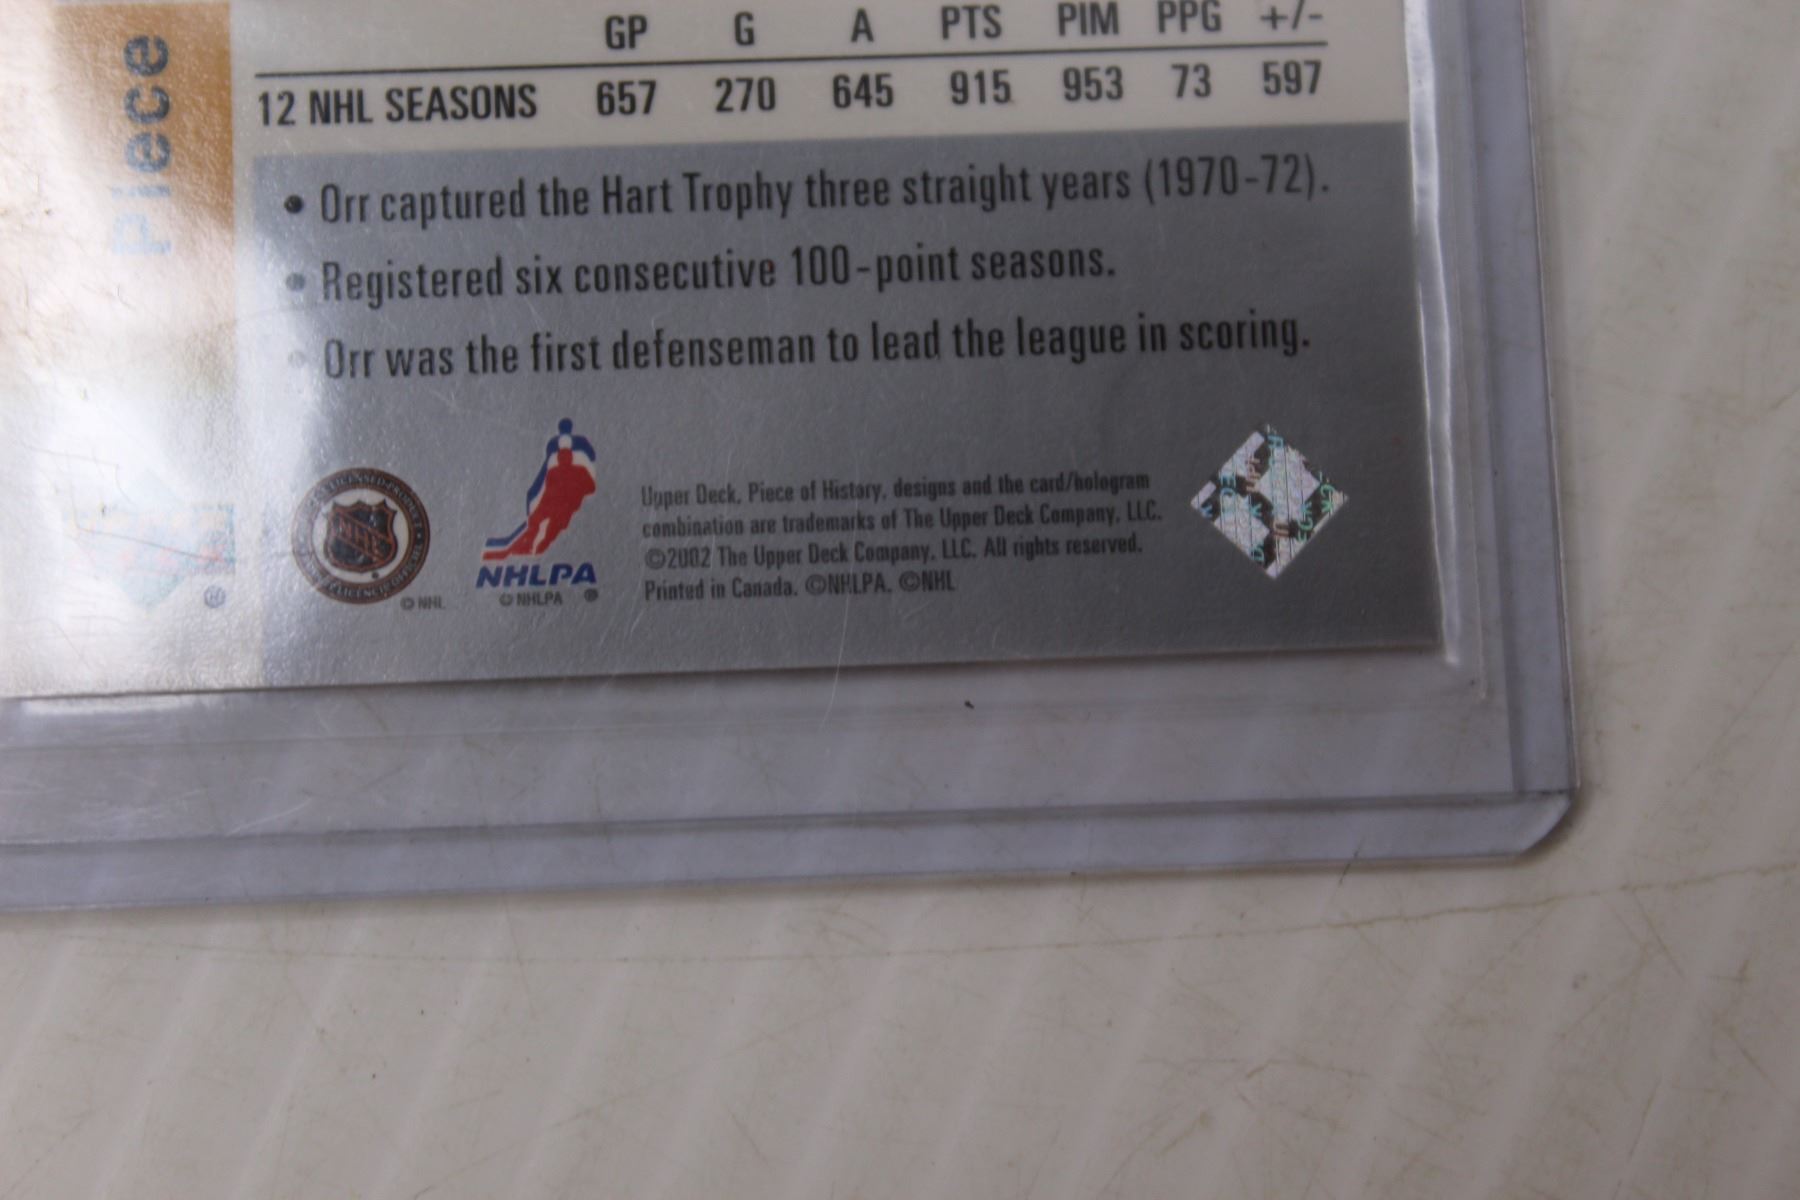 Piece
GP G A PTS PIM PPG +/-
12 NHL SEASONS 657 270 645 915 953 73 597
• Orr captured the Hart Trophy three straight years (1970-72).
• Registered six consecutive 100-point seasons.
• Orr was the first defenseman to lead the league in scoring.
NHL
© NHL
NHLPA
© NHLPA ®
®
Upper Deck, Piece of History, designs and the card/hologram
combination are trademarks of The Upper Deck Company, LLC.
©2002 The Upper Deck Company, LLC. All rights reserved.
Printed in Canada. ©NHLPA. ©NHL